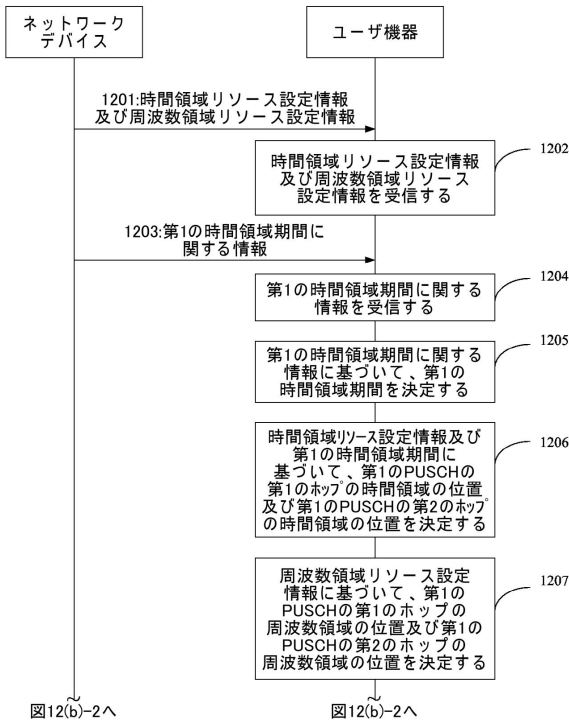 ネットワーク
デバイス
ユーザ機器
1201:時間領域リソース設定情報
及び周波数領域リソース設定情報
1202
時間領域リソース設定情報
及び周波数領域リソース
設定情報を受信する
1203:第1の時間領域期間に
関する情報
1204
第1の時間領域期間に関する
情報を受信する
1205
第1の時間領域期間に関する
情報に基づいて、第1の
時間領域期間を決定する
1206
時間領域リソース設定情報及び
第1の時間領域期間に
基づいて、第1のPUSCHの
第1のホップの時間領域の位置
及び第1のPUSCHの第2のホップ
の時間領域の位置を決定する
1207
周波数領域リソース設定
情報に基づいて、第1の
PUSCHの第1のホップの
周波数領域の位置及び第1の
PUSCHの第2のホップの
周波数領域の位置を決定する
図12(b)-2へ
図12(b)-2へ